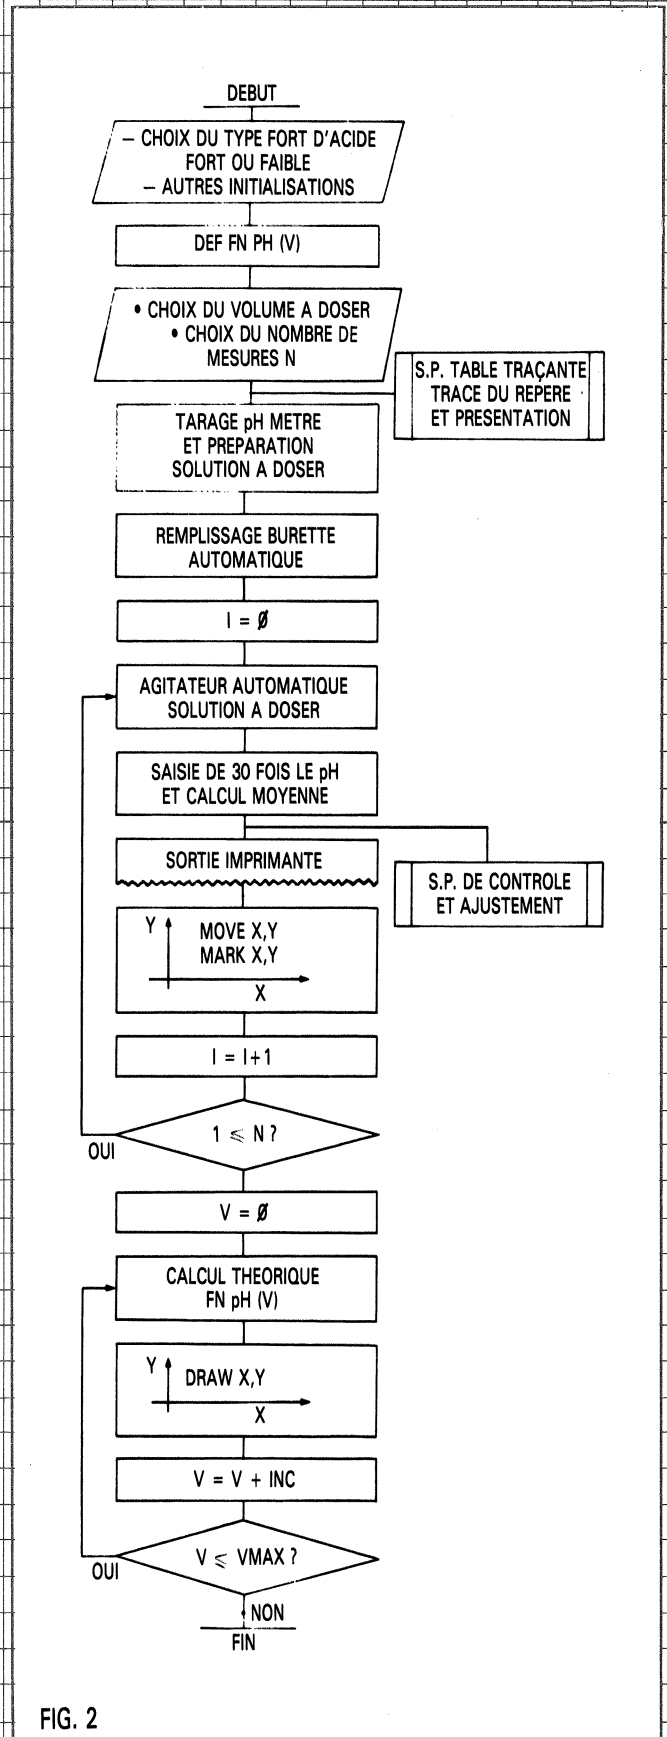 DEBUT
– CHOIX DU TYPE FORT D'ACIDE
FORT OU FAIBLE
– AUTRES INITIALISATIONS
DEF FN PH (V)
• CHOIX DU VOLUME A DOSER
• CHOIX DU NOMBRE DE
MESURES N
S.P. TABLE TRAÇANTE
TRACE DU REPERE
ET PRESENTATION
TARAGE pH METRE
ET PREPARATION
SOLUTION A DOSER
REMPLISSAGE BURETTE
AUTOMATIQUE
I = Ø
AGITATEUR AUTOMATIQUE
SOLUTION A DOSER
SAISIE DE 30 FOIS LE pH
ET CALCUL MOYENNE
SORTIE IMPRIMANTE
S.P. DE CONTROLE
ET AJUSTEMENT
Y
MOVE X,Y
MARK X,Y
X
I = I+1
1 ⩽ N ?
OUI
V = Ø
CALCUL THEORIQUE
FN pH (V)
Y
DRAW X,Y
X
V = V + INC
V ⩽ VMAX ?
OUI
NON
FIN
FIG. 2